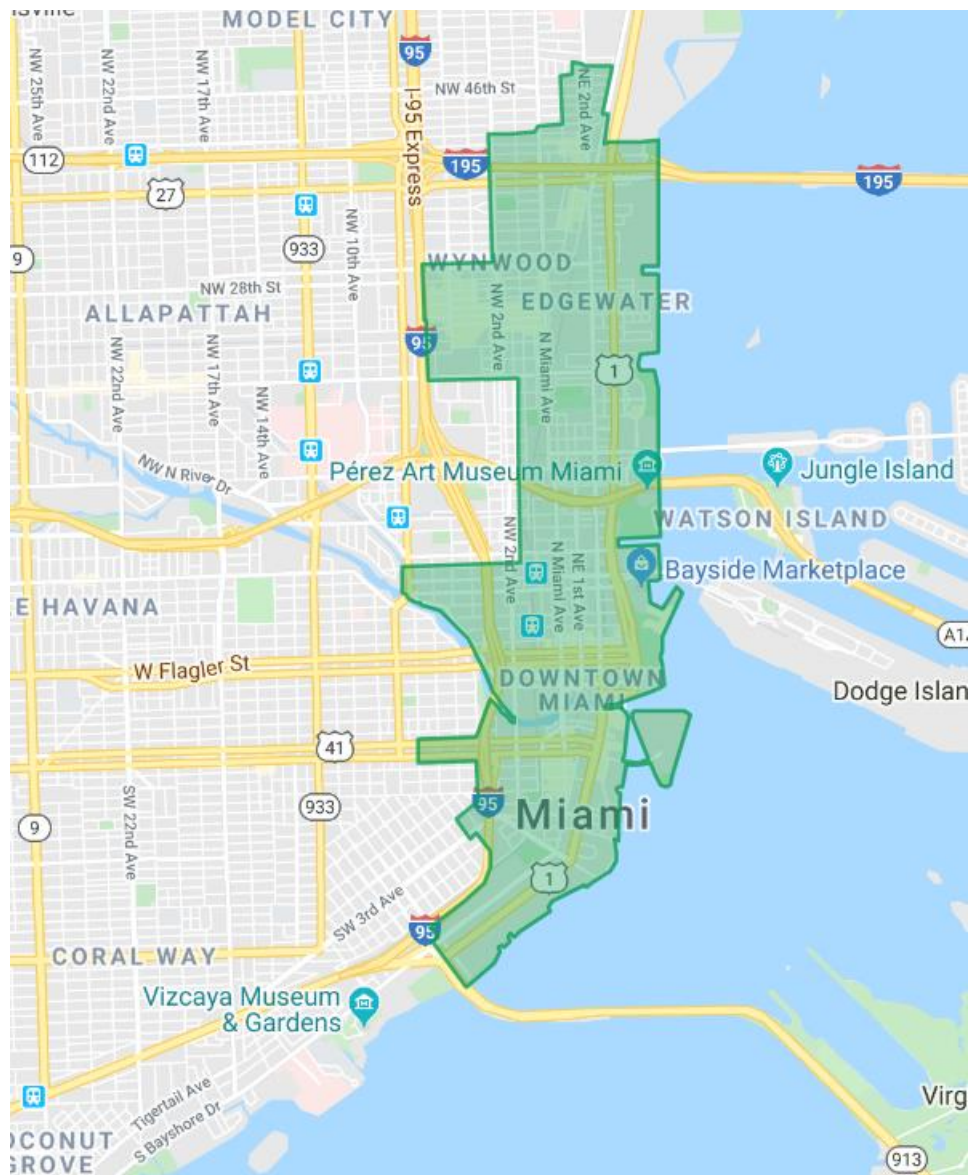 MODEL CITY
95
NW 25th Ave
NW 22nd Ave
NW 17th Ave
NW 46th St
NE 2nd Ave
I-95 Express
112
195
195
27
933
NW 10th Ave
9
WYNWOOD
NW 28th St
EDGEWATER
ALLAPATTAH
NW 2nd Ave
95
N Miami Ave
1
NW 22nd Ave
NW 17th Ave
NW 14th Ave
NW N River Dr
Pérez Art Museum Miami
Jungle Island
WATSON ISLAND
NW 2nd Ave
N Miami Ave
NE 1st Ave
Bayside Marketplace
E HAVANA
A1
W Flagler St
DOWNTOWN
MIAMI
Dodge Islan
41
SW 22nd Ave
933
95
Miami
9
1
SW 3rd Ave
95
CORAL WAY
Vizcaya Museum
& Gardens
Tigertail Ave
S Bayshore Dr
Virg
OCONUT
GROVE
913